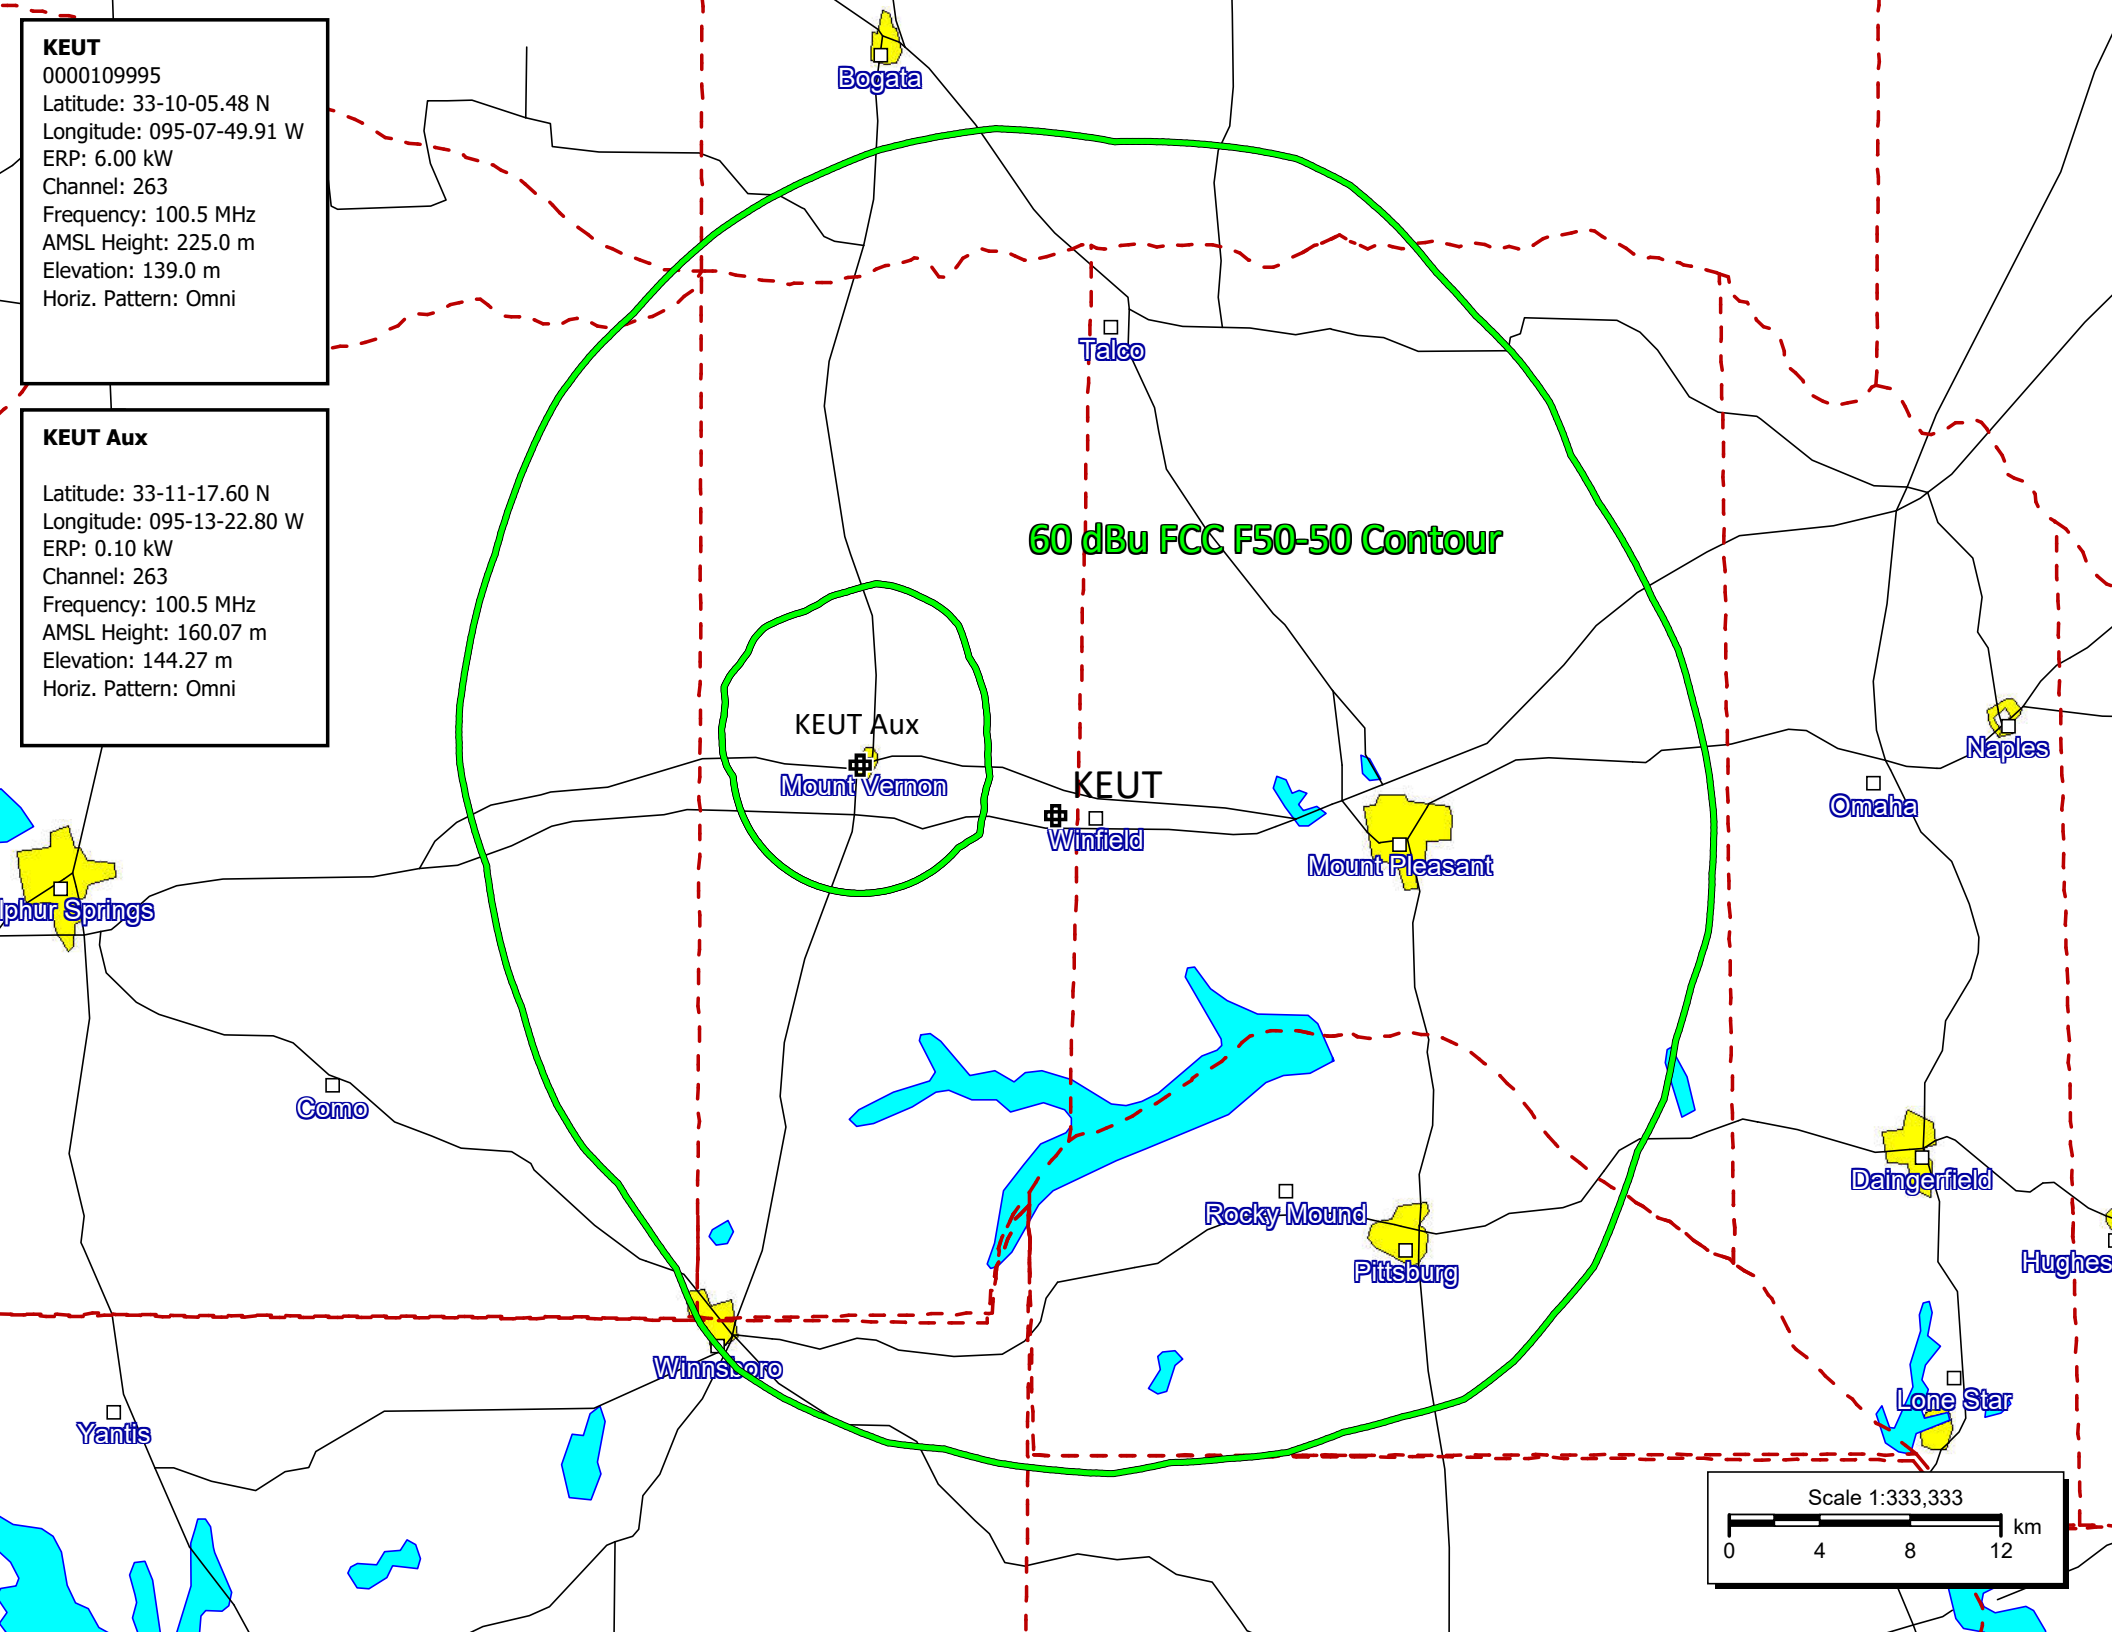 KEUT
0000109995
Latitude: 33-10-05.48 N
Longitude: 095-07-49.91 W
ERP: 6.00 kW
Channel: 263
Frequency: 100.5 MHz
AMSL Height: 225.0 m
Elevation: 139.0 m
Horiz. Pattern: Omni
KEUT Aux
Latitude: 33-11-17.60 N
Longitude: 095-13-22.80 W
ERP: 0.10 kW
Channel: 263
Frequency: 100.5 MHz
AMSL Height: 160.07 m
Elevation: 144.27 m
Horiz. Pattern: Omni
Bogata
Talco
60 dBu FCC F50-50 Contour
KEUT Aux
Mount Vernon
KEUT
Winfield
Mount Pleasant
Naples
Omaha
lphur Springs
Como
Rocky Mound
Pittsburg
Daingerfield
Hughes
Winnsboro
Yantis
Lone Star
Scale 1:333,333
km
0 4 8 12